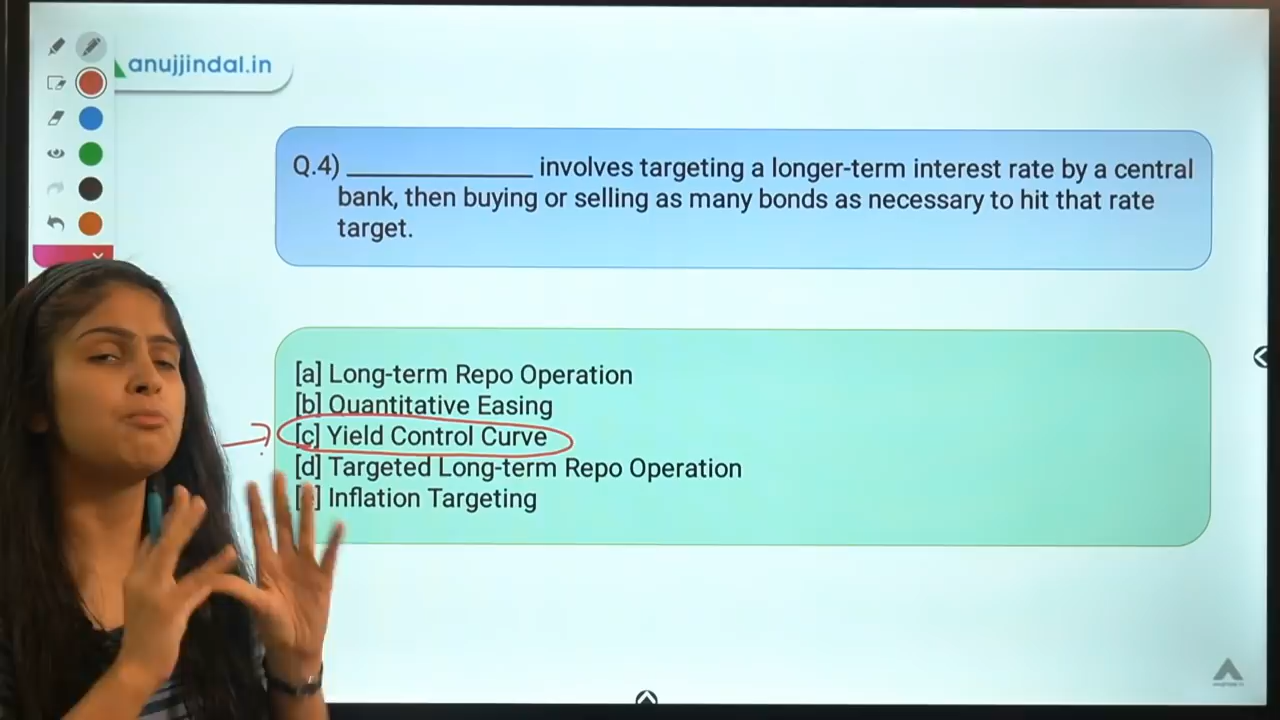 anujjindal.in
Q.4) ____________ involves targeting a longer-term interest rate by a central
bank, then buying or selling as many bonds as necessary to hit that rate
target.
[a] Long-term Repo Operation
[b] Quantitative Easing
[c] Yield Control Curve
[d] Targeted Long-term Repo Operation
] Inflation Targeting